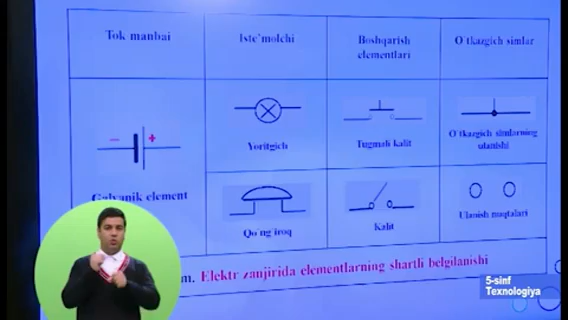 Tok manbai
Iste'molchi
Boshqarish
elementlari
O'tkazgich simlar
Yoritgich
Tugmali kalit
O'tkazgich simlarning
ulanishi
Galvanik element
Qo'ng iroq
Kalit
Ulanish nuqtalari
Elektr zanjirida elementlarning shartli belgilanishi
5-sinf
Texnologiya